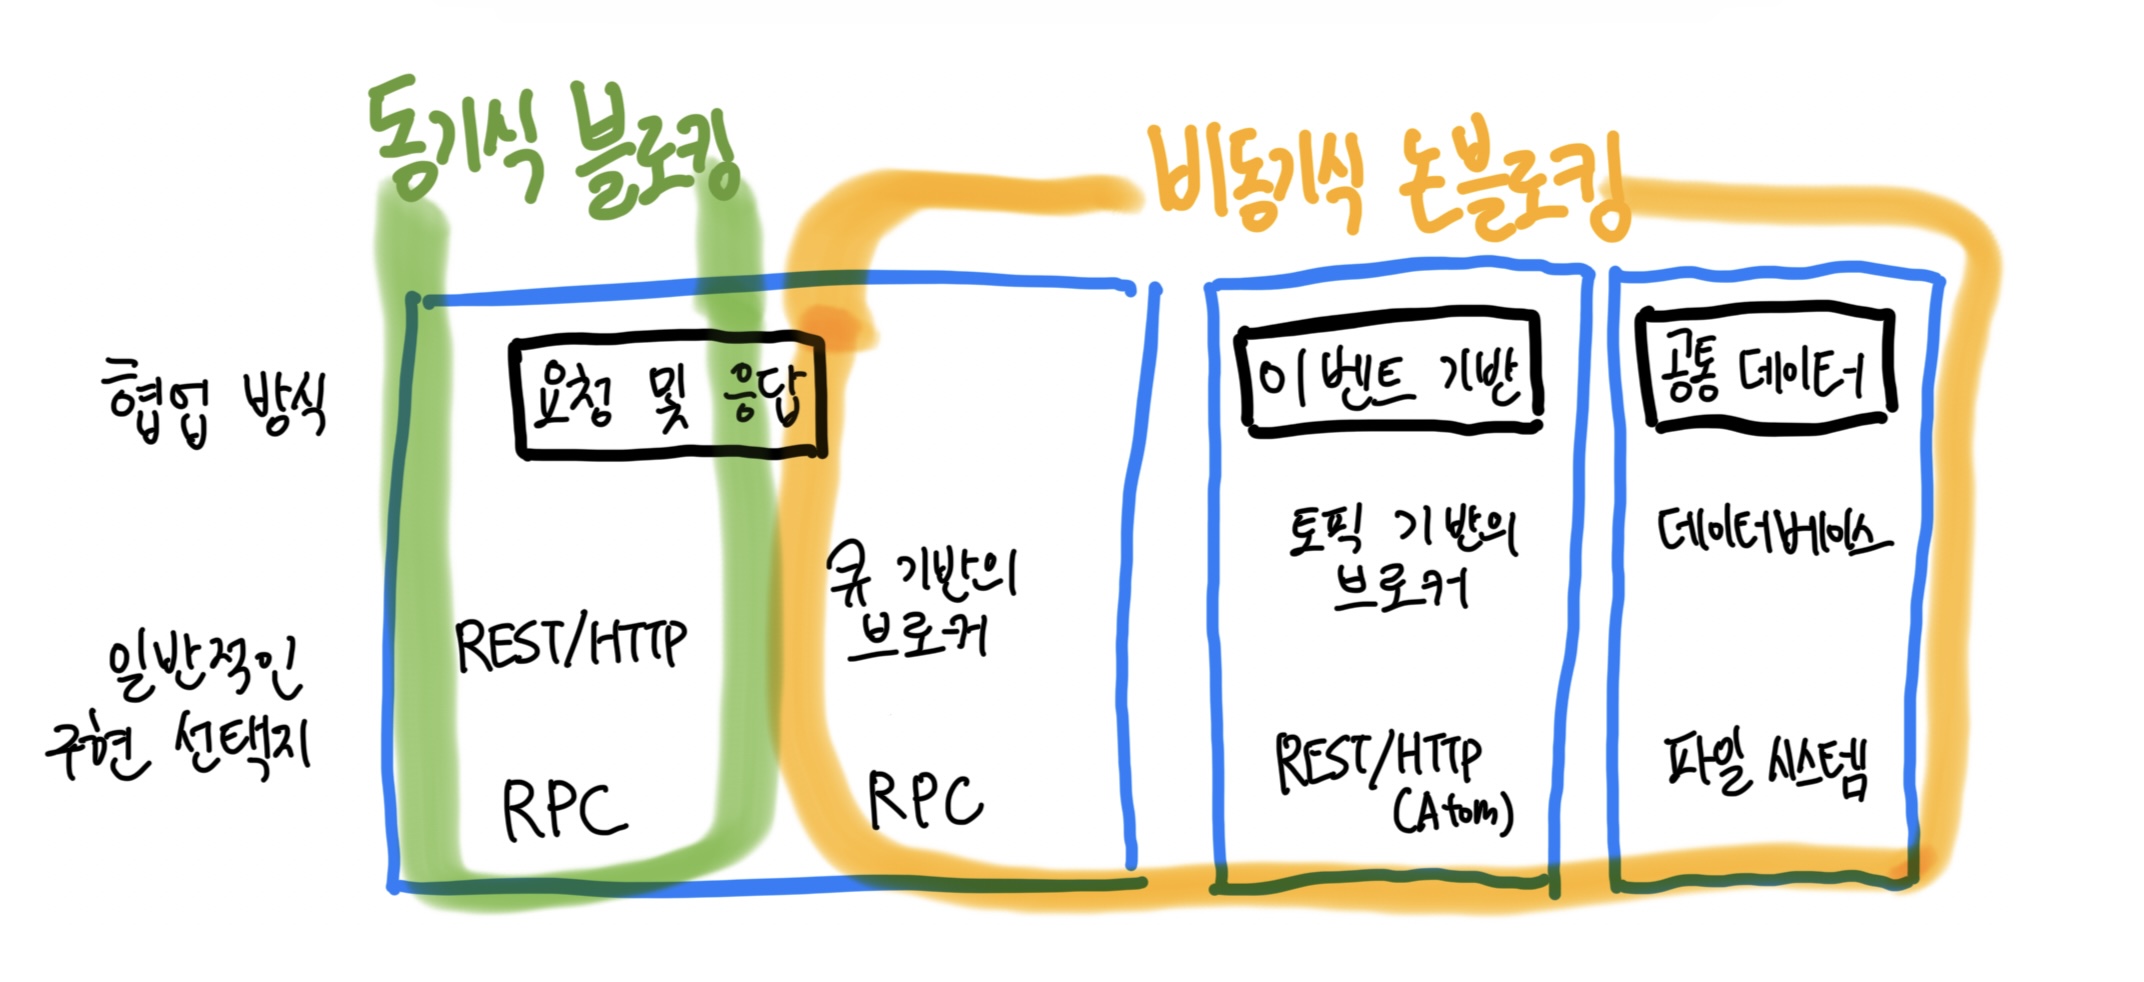 동기식 블로킹
비동기식 논블로킹
협업 방식
요청 및 응답
이벤트 기반
공통 데이터
일반적인
구현 선택지
REST/HTTP
RPC
큐 기반의
브로커
RPC
토픽 기반의
브로커
REST/HTTP
(Atom)
데이터베이스
파일 시스템